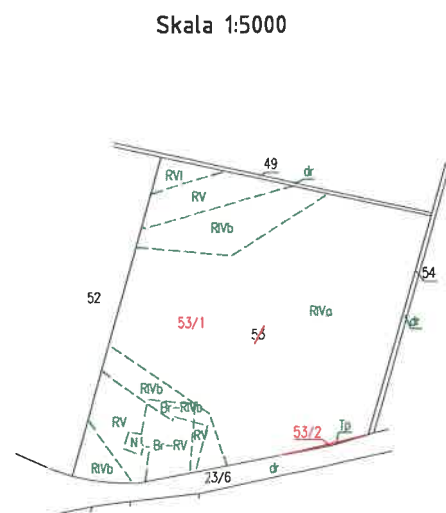 Skala 1:5000
49
dr
RVI
RV
RIVb
54
52
RIVa
dr
53/1
53
RIVb
Br-RIVb
RV
RV
N
Br-RV
RIVb
53/2
Tp
23/6
dr